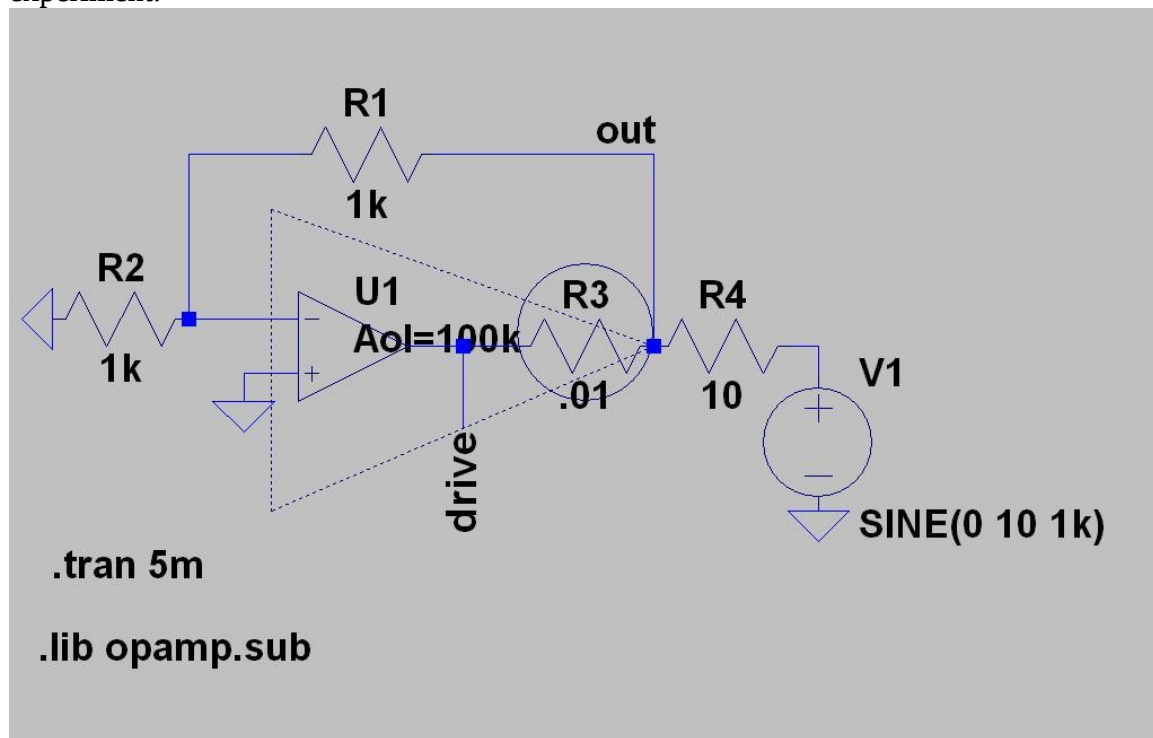 experiment.
R1
out
1k
R2
1k
U1
Aol=100k
R3
.01
R4
10
V1
SINE(0 10 1k)
drive
.tran 5m
.lib opamp.sub